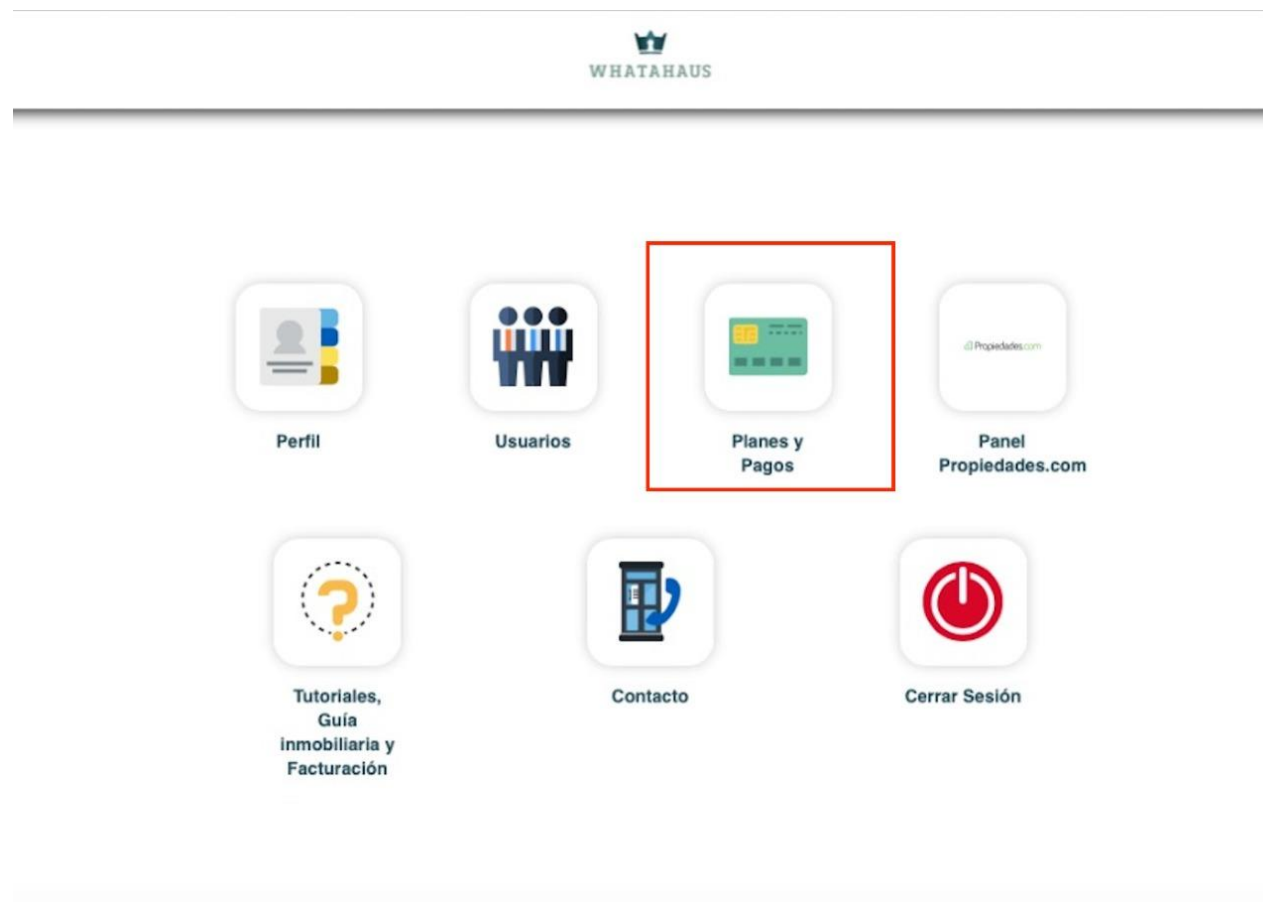 WHATAHAUS
Propiedades.com
Perfil
Usuarios
Planes y
Pagos
Panel
Propiedades.com
Tutoriales,
Guía
inmobiliaria y
Facturación
Contacto
Cerrar Sesión